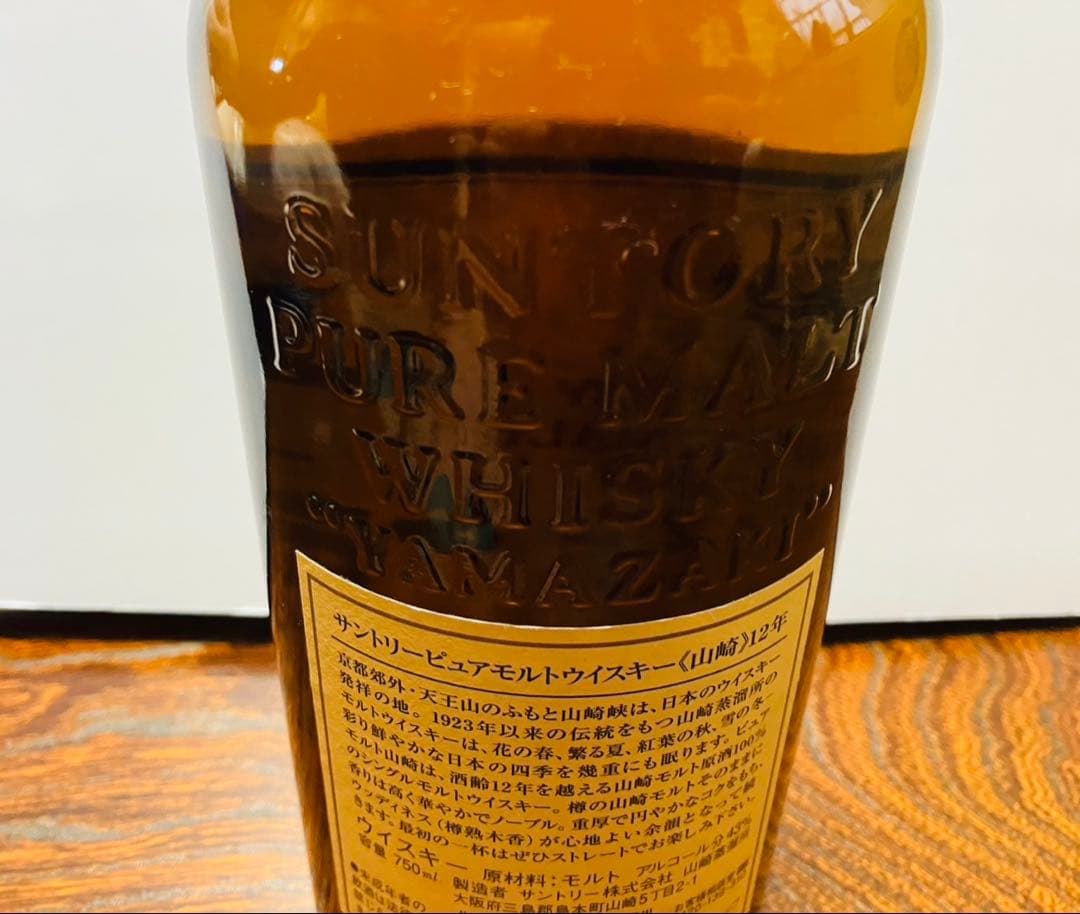 SUNTORY
PURE MALT
WHISKY
“YAMAZAKI”
サントリーピュアモルトウイスキー《山崎》12年
京都郊外・天王山のふもと山崎峡は、日本のウイスキー
発祥の地。1923年以来の伝統をもつ山崎蒸溜所の
モルトウイスキーは、花の春、繁る夏、紅葉の秋、雪の冬、
彩り鮮やかな日本の四季を幾重にも眠ります。ピュア
モルト山崎は、酒齢12年を越える山崎モルト原酒100%
のシングルモルトウイスキー。樽の山崎モルトそのままに
香りは高く華やかでノーブル。重厚で円やかなコクをもち、
ウッディネス(樽熟木香)が心地よい余韻となって
きます。最初の一杯はぜひストレートでお楽しみ下さい。
ウイスキー 原材料:モルト アルコール分 43%
容量 750ml 製造者 サントリー株式会社 山崎蒸溜所
大阪府三島郡島本町山崎5丁目2-1
●未成年者の
飲酒は法律